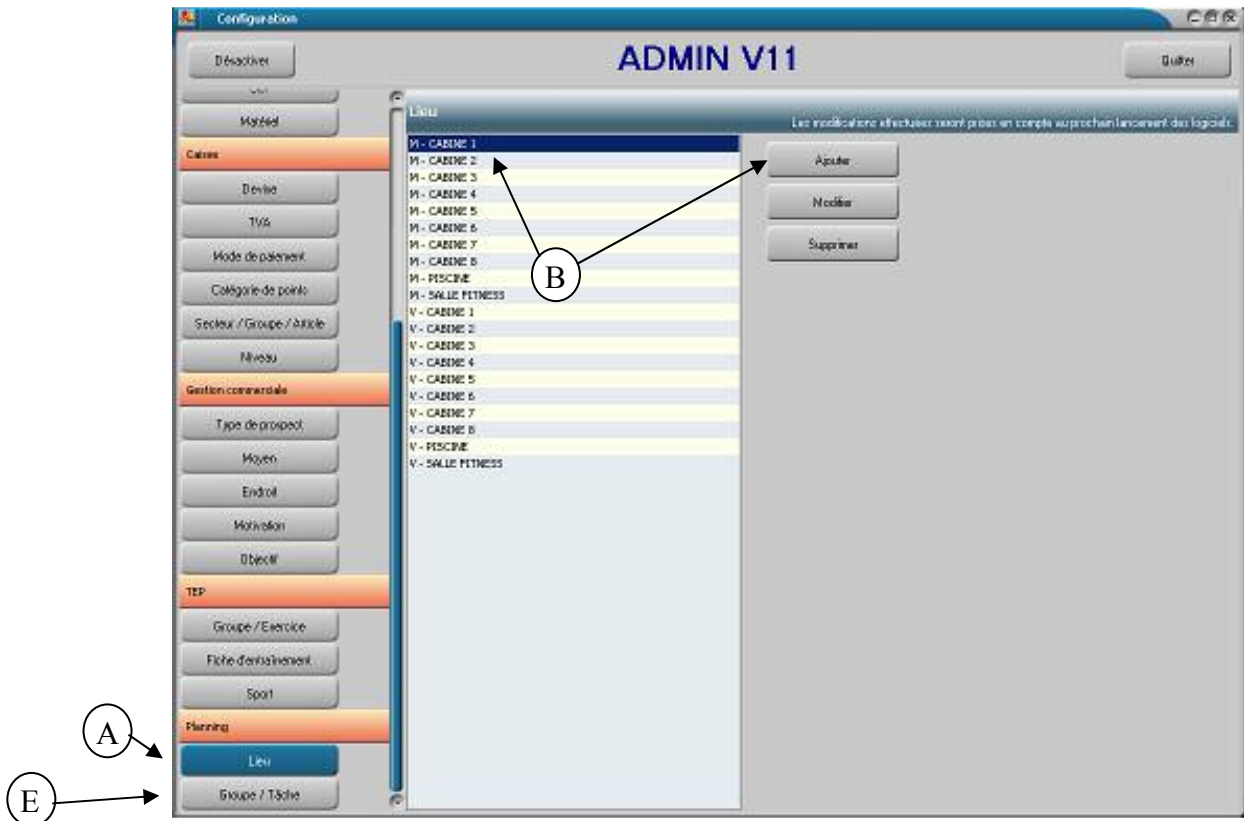 Configuration
Désactiver
ADMIN V11
Quitter
Matériel
Caisse
Devise
TVA
Mode de paiement
Catégorie de points
Secteur / Groupe / Article
Niveau
Gestion commerciale
Type de prospect
Moyen
Endroit
Motivation
Objectif
TEP
Groupe / Exercice
Fiche d'entraînement
Sport
Planning
Lieu
Groupe / Tâche
Lieu
Les modifications effectuées seront prises en compte au prochain lancement des logiciels.
M - CABINE 1
M - CABINE 2
M - CABINE 3
M - CABINE 4
M - CABINE 5
M - CABINE 6
M - CABINE 7
M - CABINE 8
M - PISCINE
M - SALLE FITNESS
V - CABINE 1
V - CABINE 2
V - CABINE 3
V - CABINE 4
V - CABINE 5
V - CABINE 6
V - CABINE 7
V - CABINE 8
V - PISCINE
V - SALLE FITNESS
Ajouter
Modifier
Supprimer
B
A
E